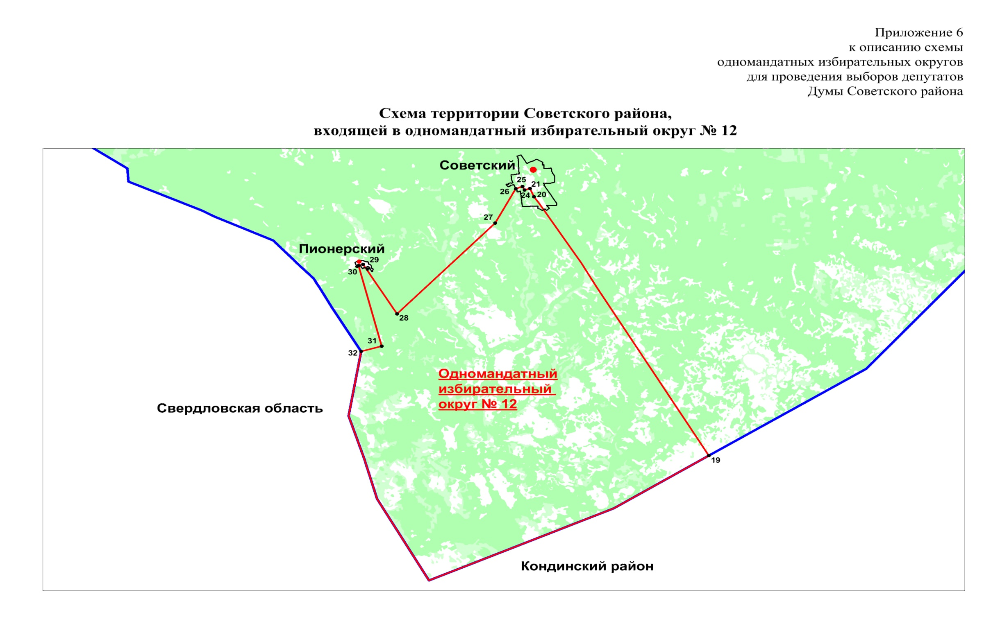 Приложение 6
к описанию схемы
одномандатных избирательных округов
для проведения выборов депутатов
Думы Советского района
Схема территории Советского района,
входящей в одномандатный избирательный округ № 12
Советский
25
21
26
24
20
27
Пионерский
29
30
28
31
32
Одномандатный
избирательный
округ № 12
Свердловская область
19
Кондинский район